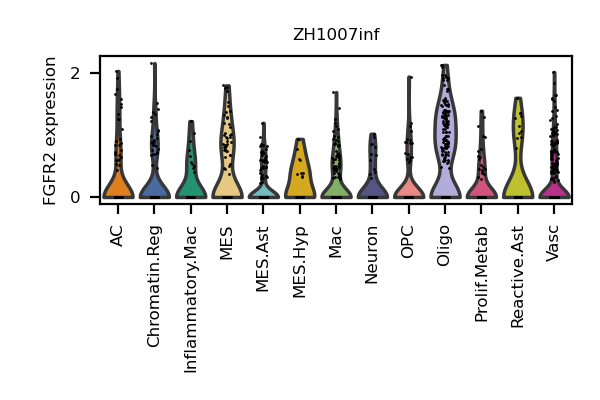 ZH1007inf
FGFR2 expression
2
0
AC
Chromatin.Reg
Inflammatory.Mac
MES
MES.Ast
MES.Hyp
Mac
Neuron
OPC
Oligo
Prolif.Metab
Reactive.Ast
Vasc